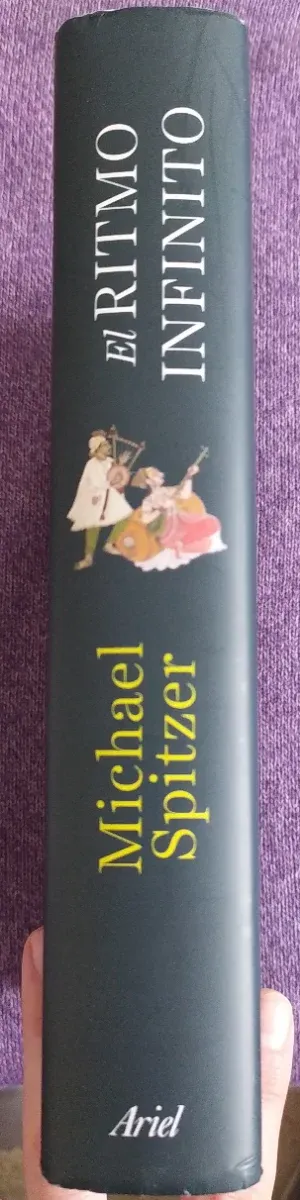 El RITMO
INFINITO
Michael
Spitzer
Ariel